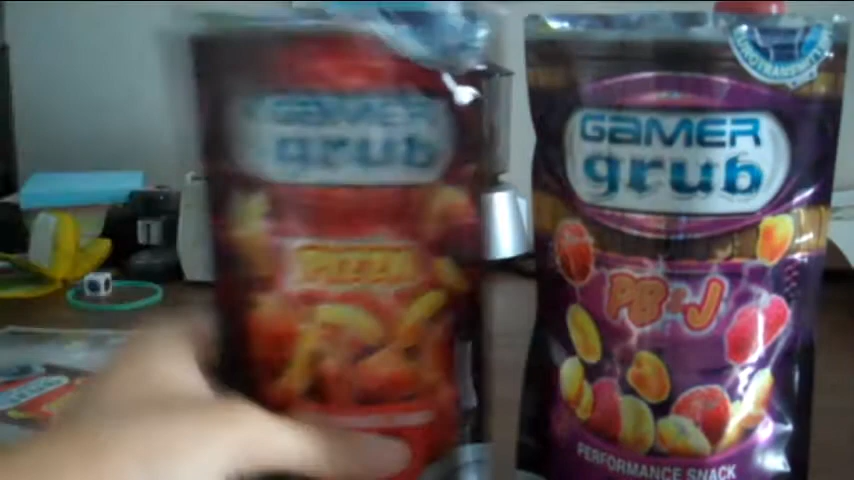 GAMER
grub
PIZZA
GAMER
grub
PB & J
PERFORMANCE SNACK